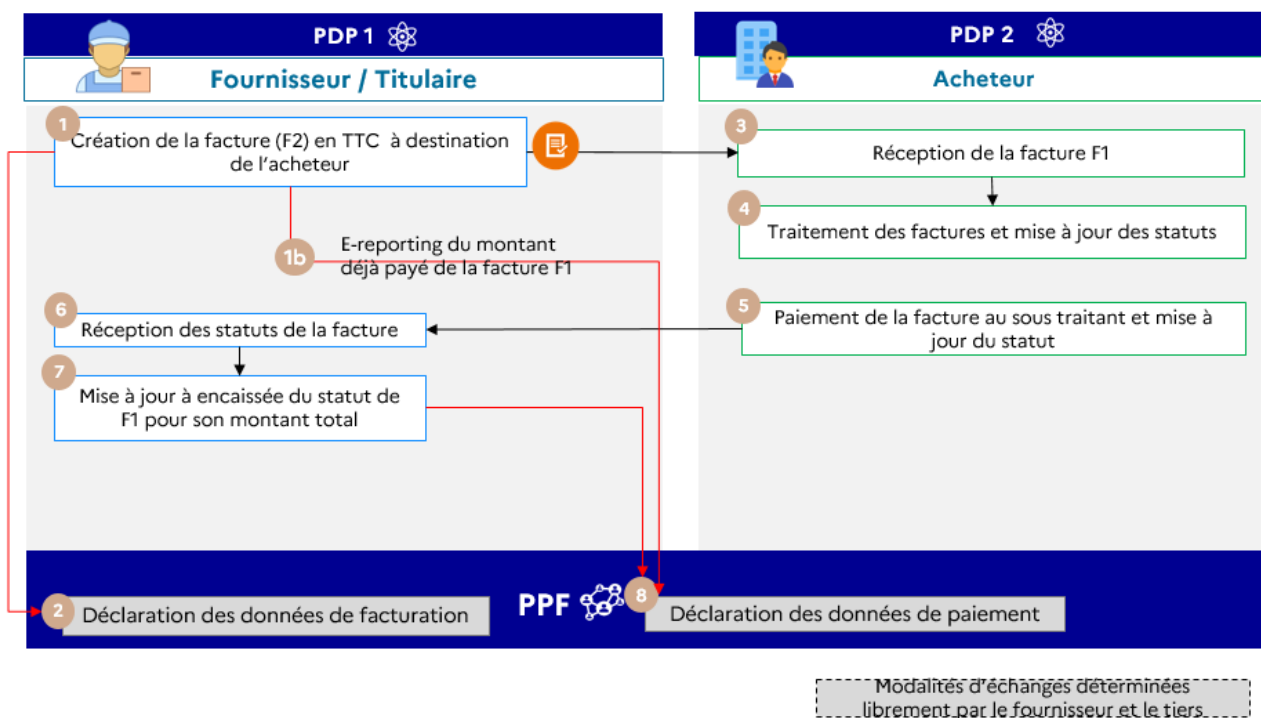 PDP 1
Fournisseur / Titulaire
1
Création de la facture (F2) en TTC à destination
de l'acheteur
1b
E-reporting du montant
déjà payé de la facture F1
6
Réception des statuts de la facture
7
Mise à jour à encaissée du statut de
F1 pour son montant total
PDP 2
Acheteur
3
Réception de la facture F1
4
Traitement des factures et mise à jour des statuts
5
Paiement de la facture au sous traitant et mise à
jour du statut
2
Déclaration des données de facturation
PPF
8
Déclaration des données de paiement
Modalités d'échanges déterminées
librement par le fournisseur et le tiers